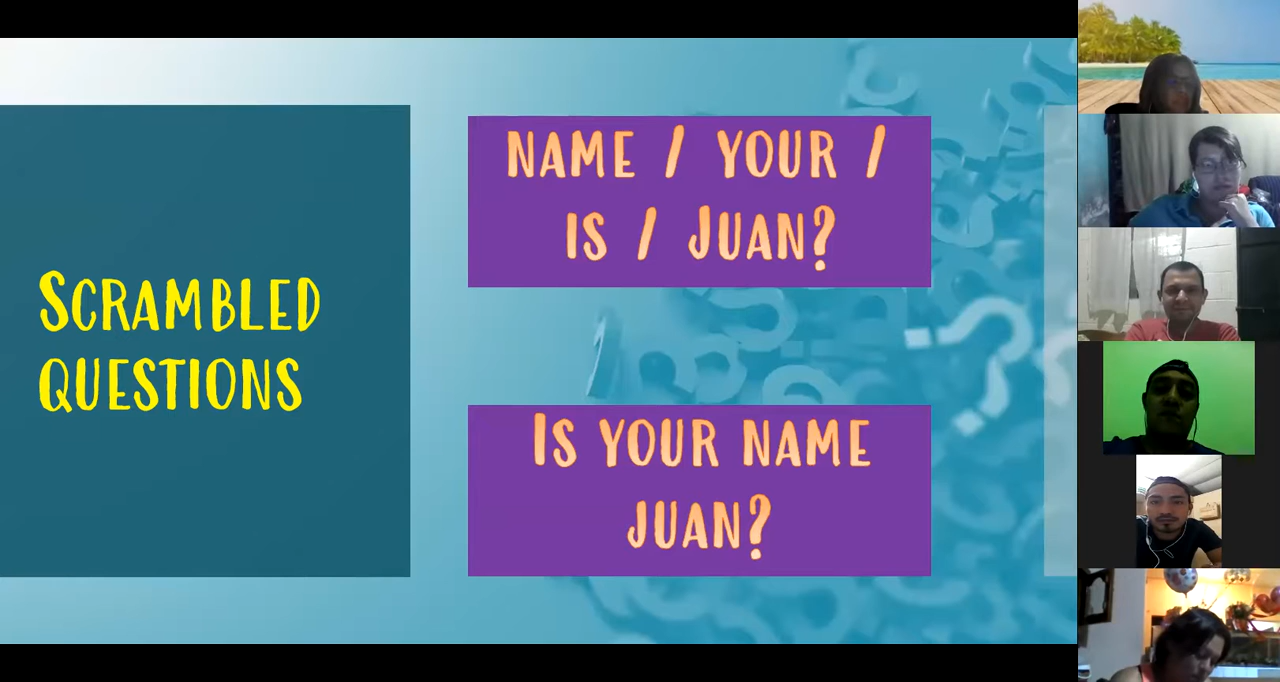 Scrambled
questions
name / your /
is / Juan?
Is your name
juan?